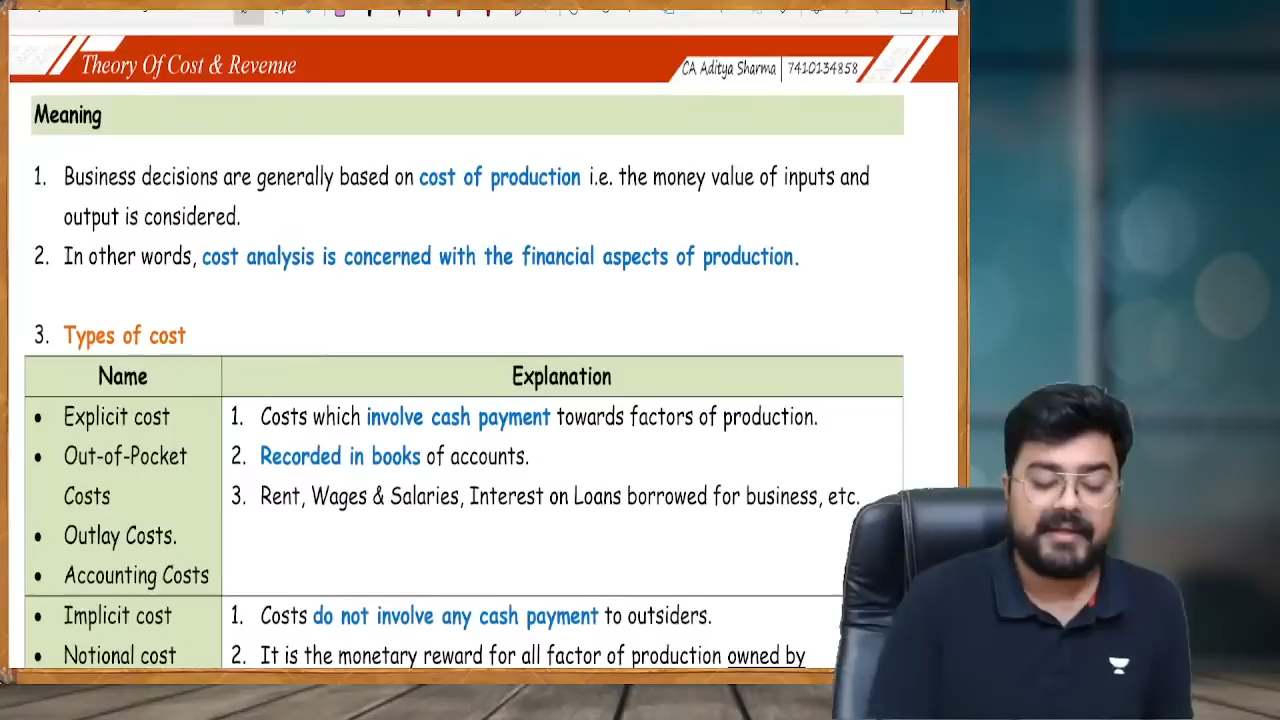 Theory Of Cost & Revenue
CA Aditya Sharma | 7410134858
Meaning
1. Business decisions are generally based on cost of production i.e. the money value of inputs and
output is considered.
2. In other words, cost analysis is concerned with the financial aspects of production.
3. Types of cost
Name
Explanation
• Explicit cost
• Out-of-Pocket
Costs
• Outlay Costs.
• Accounting Costs
1. Costs which involve cash payment towards factors of production.
2. Recorded in books of accounts.
3. Rent, Wages & Salaries, Interest on Loans borrowed for business, etc.
• Implicit cost
• Notional cost
1. Costs do not involve any cash payment to outsiders.
2. It is the monetary reward for all factor of production owned by